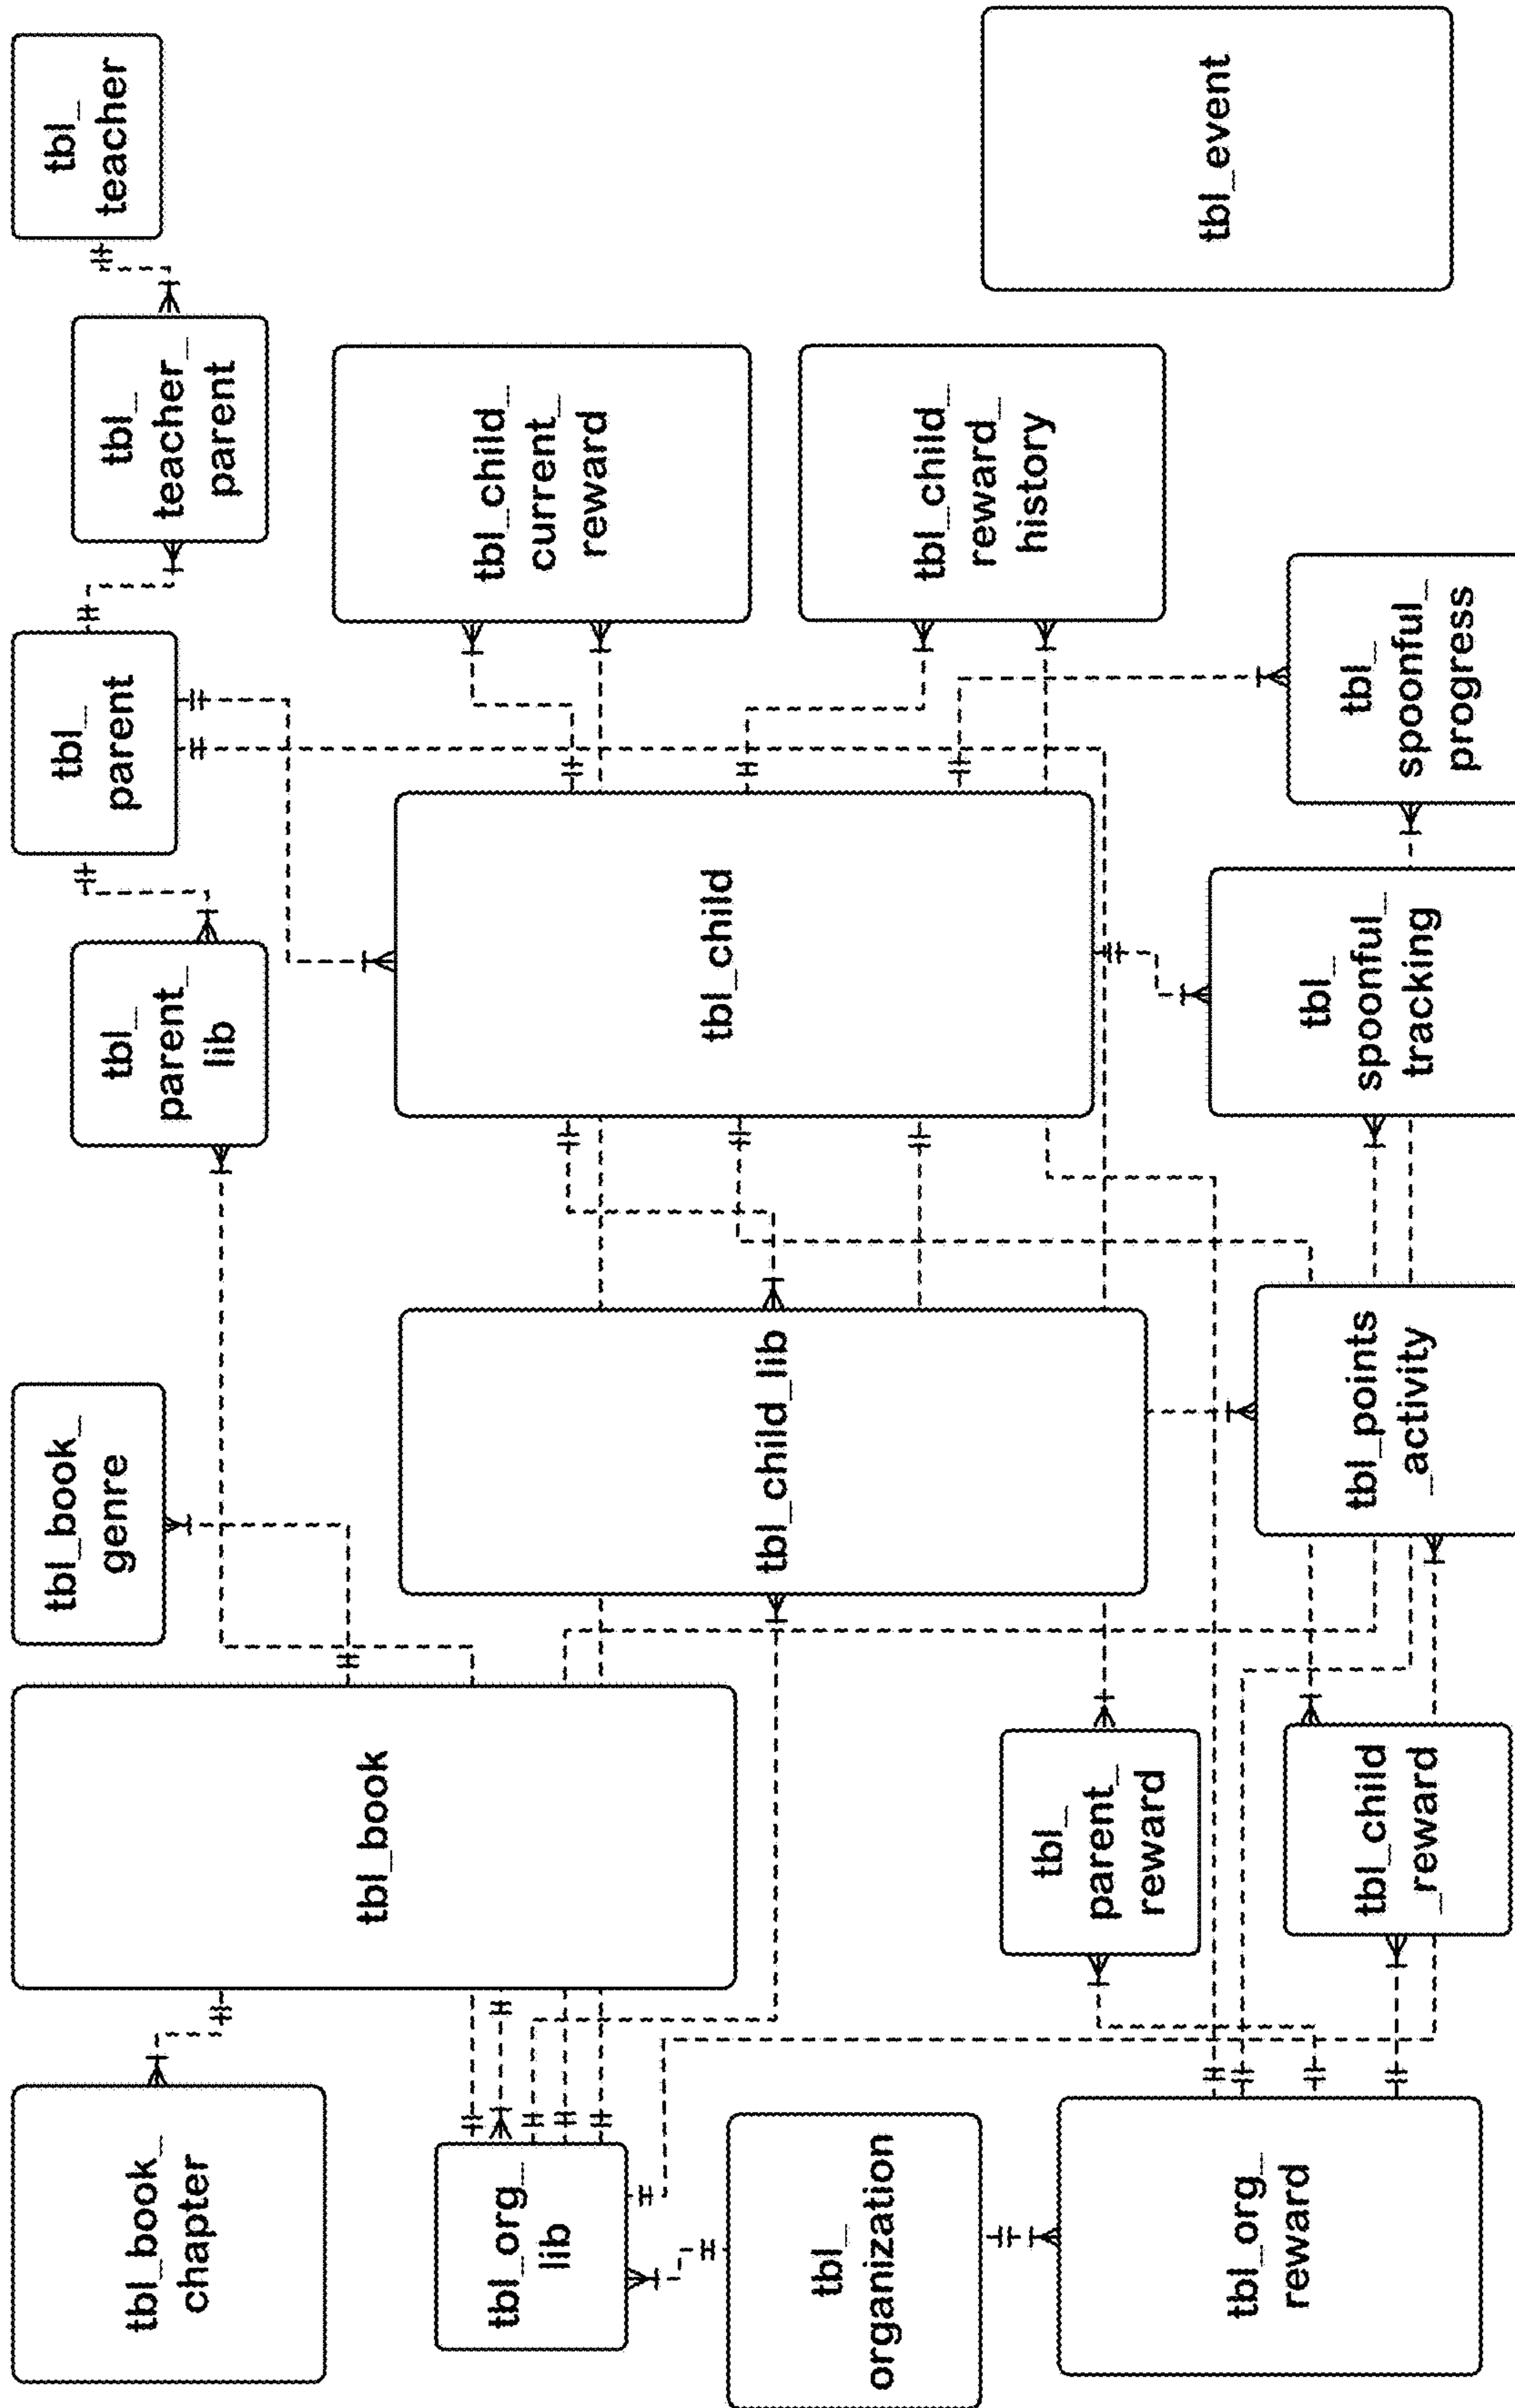 tbl_book_
chapter
tbl_book
tbl_book_
genre
tbl_
parent_
lib
tbl_
parent
tbl_
teacher_
parent
tbl_
teacher
tbl_org_
lib
tbl_child_lib
tbl_child
tbl_child_
current_
reward
tbl_
organization
tbl_child_
reward_
history
tbl_org_
reward
tbl_
parent_
reward
tbl_child
_reward
tbl_points
_activity
tbl_
spoonful_
tracking
tbl_
spoonful_
progress
tbl_event